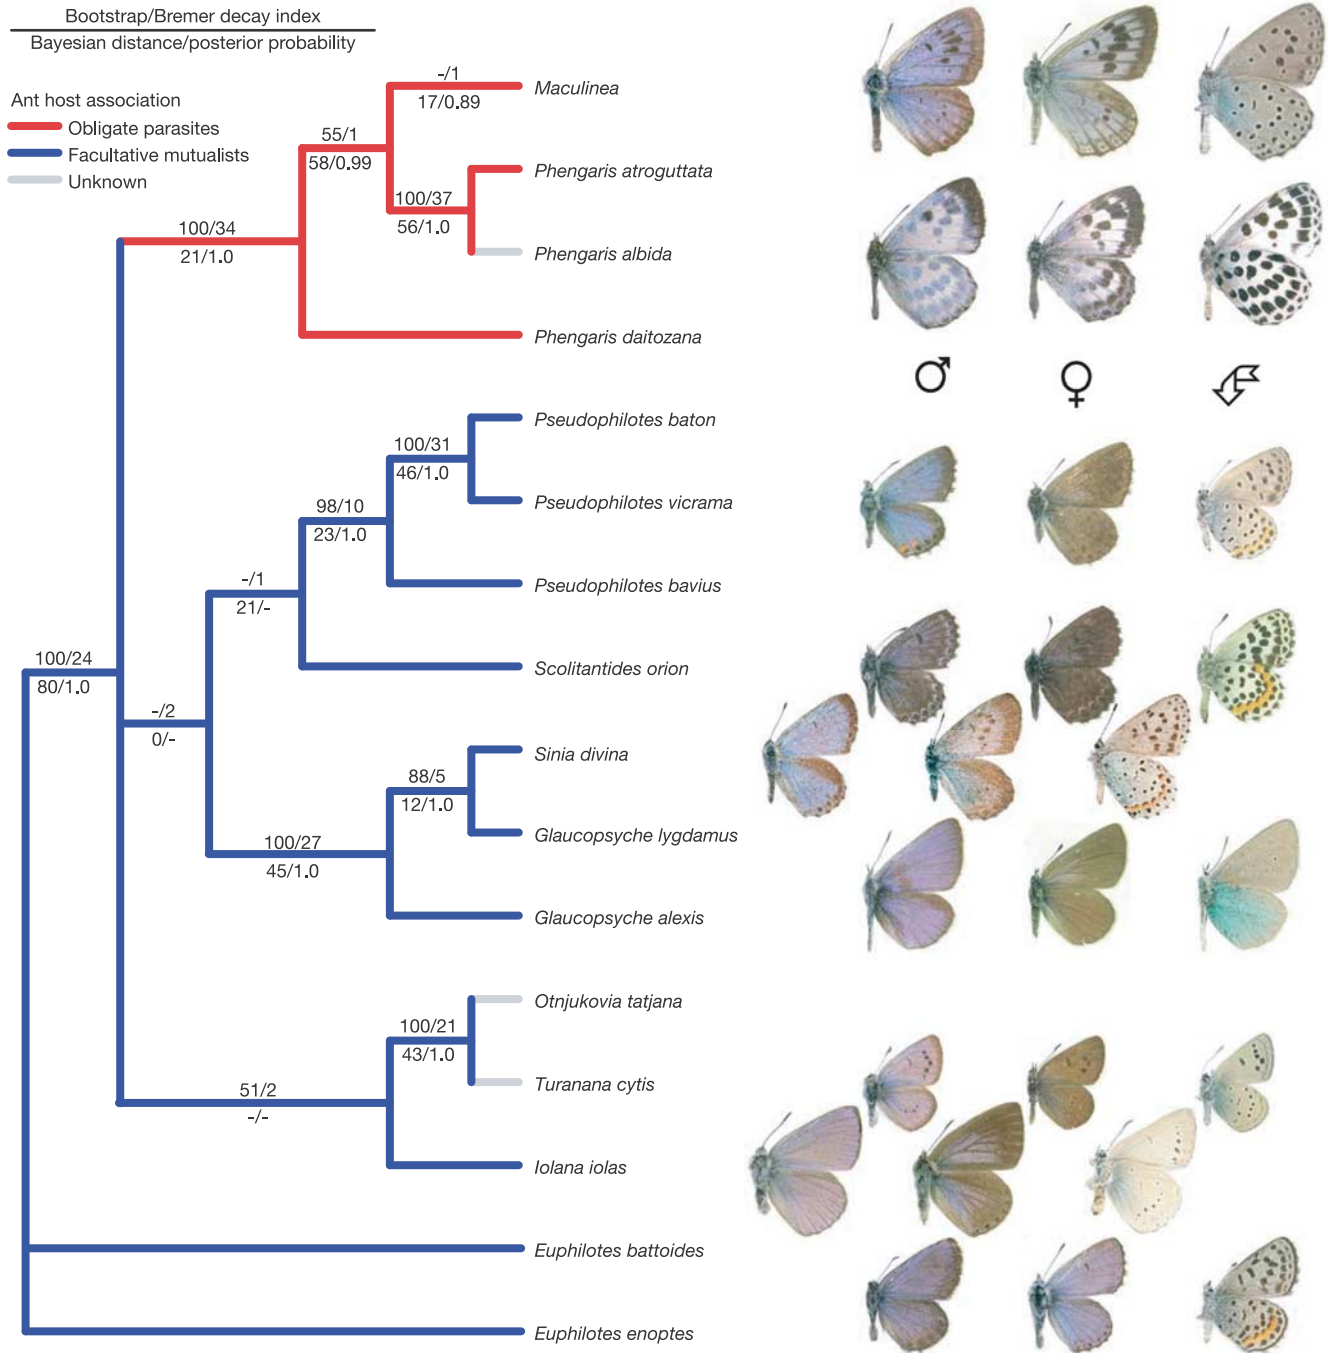 Bootstrap/Bremer decay index
Bayesian distance/posterior probability
Ant host association
Obligate parasites
Facultative mutualists
Unknown
-/1
17/0.89
Maculinea
55/1
58/0.99
Phengaris atroguttata
100/37
56/1.0
100/34
21/1.0
Phengaris albida
Phengaris daitozana
♂ ♀
Pseudophilotes baton
100/31
46/1.0
Pseudophilotes vicrama
98/10
23/1.0
-/1
21/-
Pseudophilotes bavius
Scolitantides orion
100/24
80/1.0
-/2
0/-
Sinia divina
88/5
12/1.0
Glaucopsyche lygdamus
100/27
45/1.0
Glaucopsyche alexis
Otnjukovia tatjana
100/21
43/1.0
Turanana cytis
51/2
-/-
Iolana iolas
Euphilotes battoides
Euphilotes enoptes